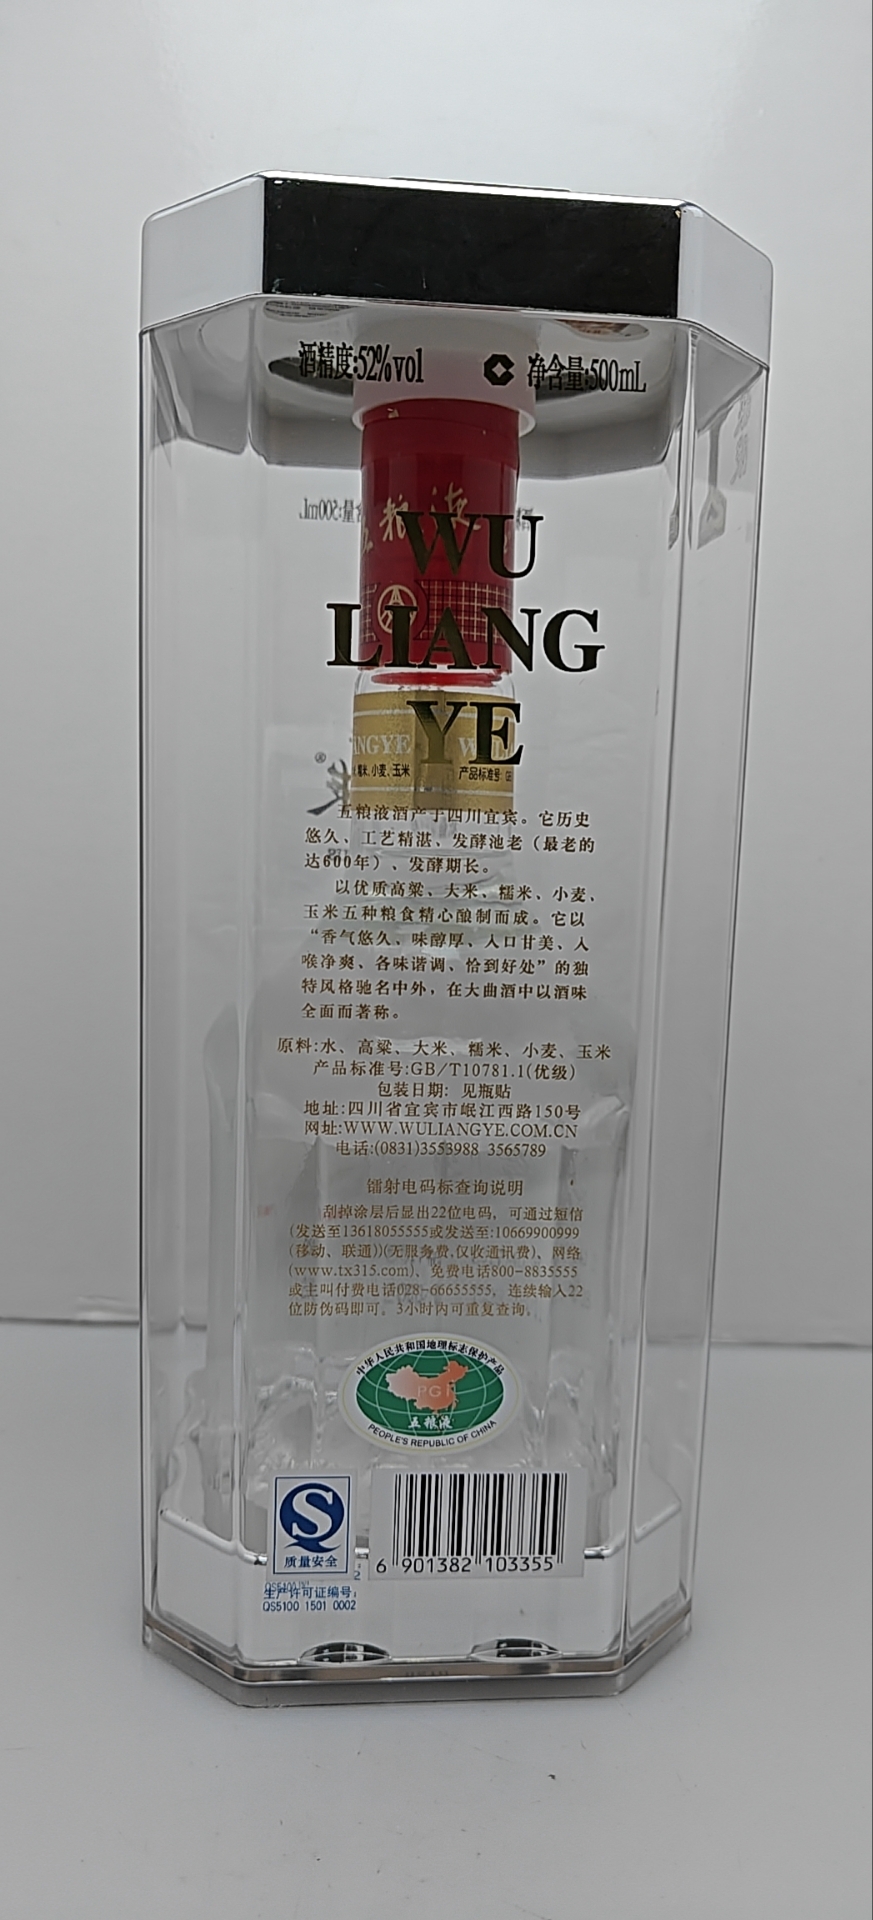 酒精度:52%vol 净含量:500mL
五粮液
WU
LIANG
YE
ANGYE
糯米、小麦、玉米 产品标准号:
五粮液酒产于四川宜宾。它历史
悠久、工艺精湛、发酵池老（最老的
达600年）、发酵期长。
以优质高粱、大米、糯米、小麦、
玉米五种粮食精心酿制而成。它以
“香气悠久、味醇厚、入口甘美、入
喉净爽、各味谐调、恰到好处”的独
特风格驰名中外，在大曲酒中以酒味
全面而著称。
原料:水、高粱、大米、糯米、小麦、玉米
产品标准号:GB/T10781.1(优级)
包装日期: 见瓶贴
地址:四川省宜宾市岷江西路150号
网址:WWW.WULIANGYE.COM.CN
电话:(0831)3553988 3565789
镭射电码标查询说明
刮掉涂层后显出22位电码，可通过短信
(发送至13618055555或发送至:10669900999
(移动、联通))(无服务费,仅收通讯费)、网络
(www.tx315.com)、免费电话800-8835555
或主叫付费电话028-66655555，连续输入22
位防伪码即可。3小时内可重复查询。
中华人民共和国地理标志保护产品
PGI
五粮液
PEOPLE'S REPUBLIC OF CHINA
质量安全
6 901382 103355
生产许可证编号:
QS5100 1501 0002